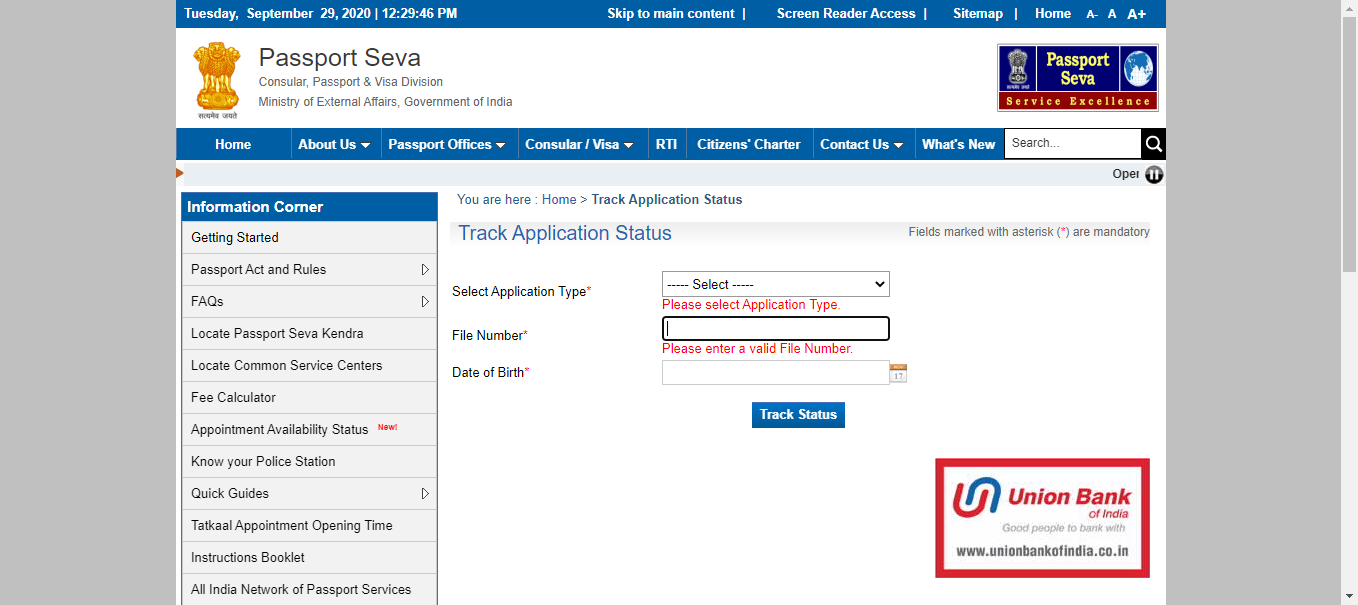 Tuesday, September 29, 2020 | 12:29:46 PM
Skip to main content | Screen Reader Access | Sitemap | Home A- A A+
Passport Seva
Consular, Passport & Visa Division
Ministry of External Affairs, Government of India
सत्यमेव जयते
Passport
Seva
Service Excellence
Home About Us Passport Offices Consular / Visa RTI Citizens' Charter Contact Us What's New Search...
Oper
Information Corner
Getting Started
Passport Act and Rules
FAQs
Locate Passport Seva Kendra
Locate Common Service Centers
Fee Calculator
Appointment Availability Status New!
Know your Police Station
Quick Guides
Tatkaal Appointment Opening Time
Instructions Booklet
All India Network of Passport Services
You are here : Home > Track Application Status
Track Application Status
Fields marked with asterisk (*) are mandatory
Select Application Type*
----- Select -----
Please select Application Type.
File Number*
Please enter a valid File Number.
Date of Birth*
17
Track Status
Union Bank
of India
Good people to bank with
www.unionbankofindia.co.in